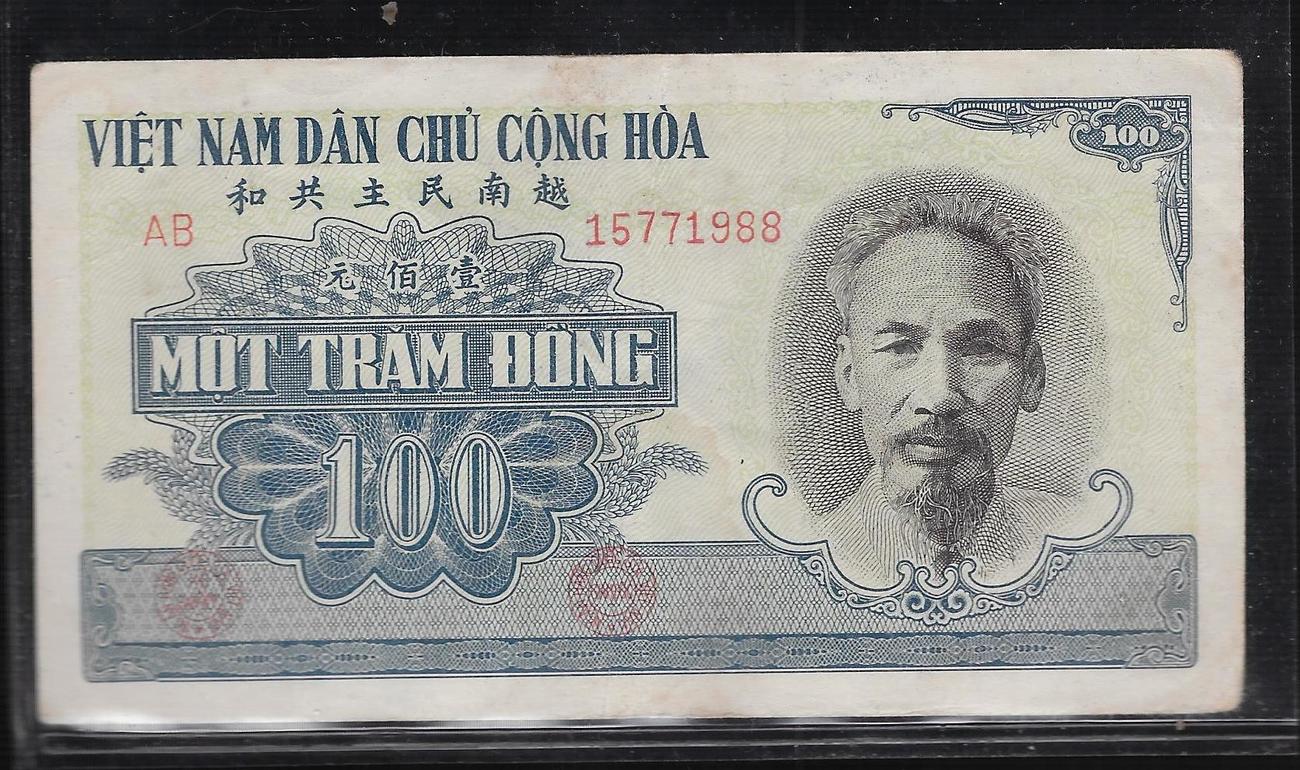 VIỆT NAM DÂN CHỦ CỘNG HÒA
和共主民南越
AB 15771988
元佰壹
MỘT TRĂM ĐỒNG
100
100